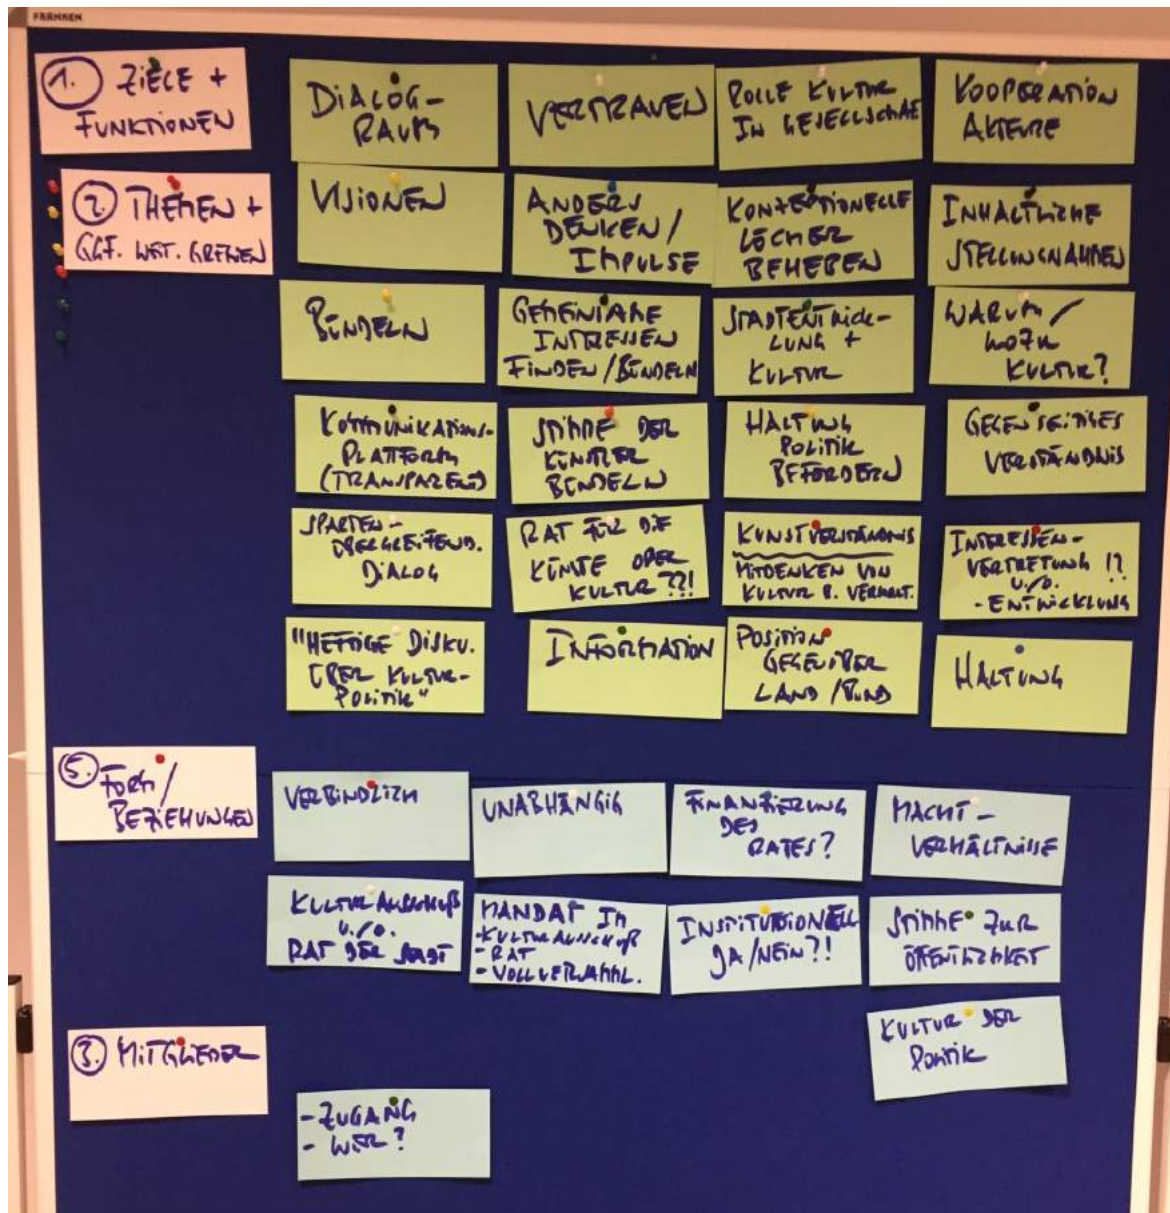 FRANKEN
1. ZIELE +
FUNKTIONEN
DIALOG-
RAUM
VERTRAUEN
ROLLE KULTUR
IN GESELLSCHAF
KOOPERATION
AKTEURE
2. THEMEN +
GGF. WEIT. GREMIEN
VISIONEN
ANDERS
DENKEN /
IMPULSE
KONZEPTIONELLE
LÖCHER
BEHEBEN
INHALTLICHE
STELLUNGNAHMEN
BÜNDELN
GEMEINSAME
INTERESSEN
FINDEN / BÜNDELN
STADTENTWICK-
LUNG +
KULTUR
WARUM /
WOZU
KULTUR?
KOMMUNIKATIONS-
PLATTFORM
(TRANSPARENZ)
STIMME DER
KÜNSTLER
BÜNDELN
HALTUNG
POLITIK
BEFÖRDERN
GEGENSEITIGES
VERSTÄNDNIS
SPARTEN-
ÜBERGREIFEND.
DIALOG
RAT FÜR DIE
KÜNSTE ODER
KULTUR ??!
KUNSTVERSTÄNDNIS
MITDENKEN VON
KULTUR B. VERWALT.
INTERESSEN-
VERTRETUNG !?
U./O.
- ENTWICKLUNG
"HEFTIGE DISKU.
ÜBER KULTUR-
POLITIK"
INFORMATION
POSITION
GEGENÜBER
LAND / BUND
HALTUNG
5. FORM /
BEZIEHUNGEN
VERBINDLICH
UNABHÄNGIG
FINANZIERUNG
DES
RATES?
MACHT-
VERHÄLTNISSE
KULTURAUSSCHUß
U./O.
RAT DER STADT
MANDAT IM
- KULTURAUSSCHUß
- RAT
- VOLLVERSAMML.
INSTITUTIONELL
JA / NEIN?!
STIMME ZUR
ÖFFENTLICHKEIT
KULTUR DER
POLITIK
3. MITGLIEDER
- ZUGANG
- WER?